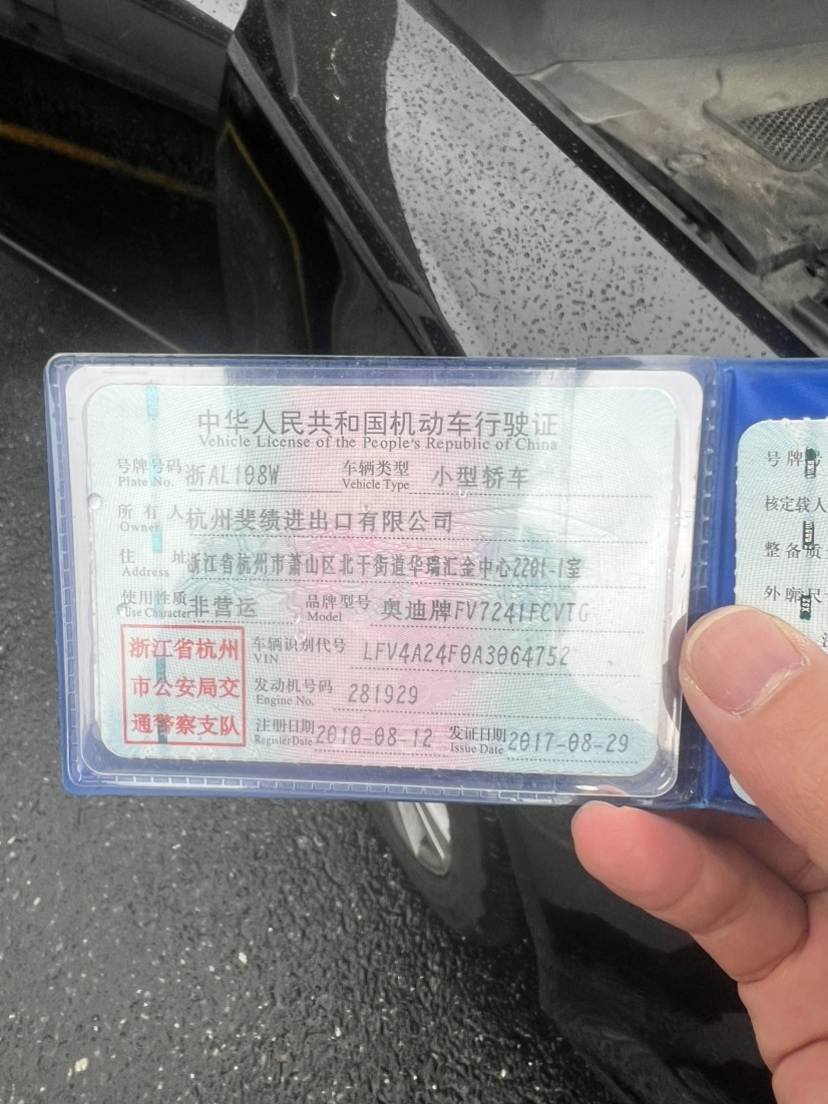 中华人民共和国机动车行驶证
Vehicle License of the People's Republic of China
号牌号码 浙AL108W 车辆类型 小型轿车
Plate No. Vehicle Type
所有人 杭州斐绩进出口有限公司
Owner
住址 浙江省杭州市萧山区北干街道华瑞汇金中心2201-1室
Address
使用性质 非营运 品牌型号 奥迪牌FV7241FCVTG
Use Character Model
浙江省杭州
市公安局交
通警察支队
车辆识别代号 LFV4A24F0A3064752
VIN
发动机号码 281929
Engine No.
注册日期 2010-08-12 发证日期 2017-08-29
Register Date Issue Date
号牌号
核定载人
整备质
外廓尺